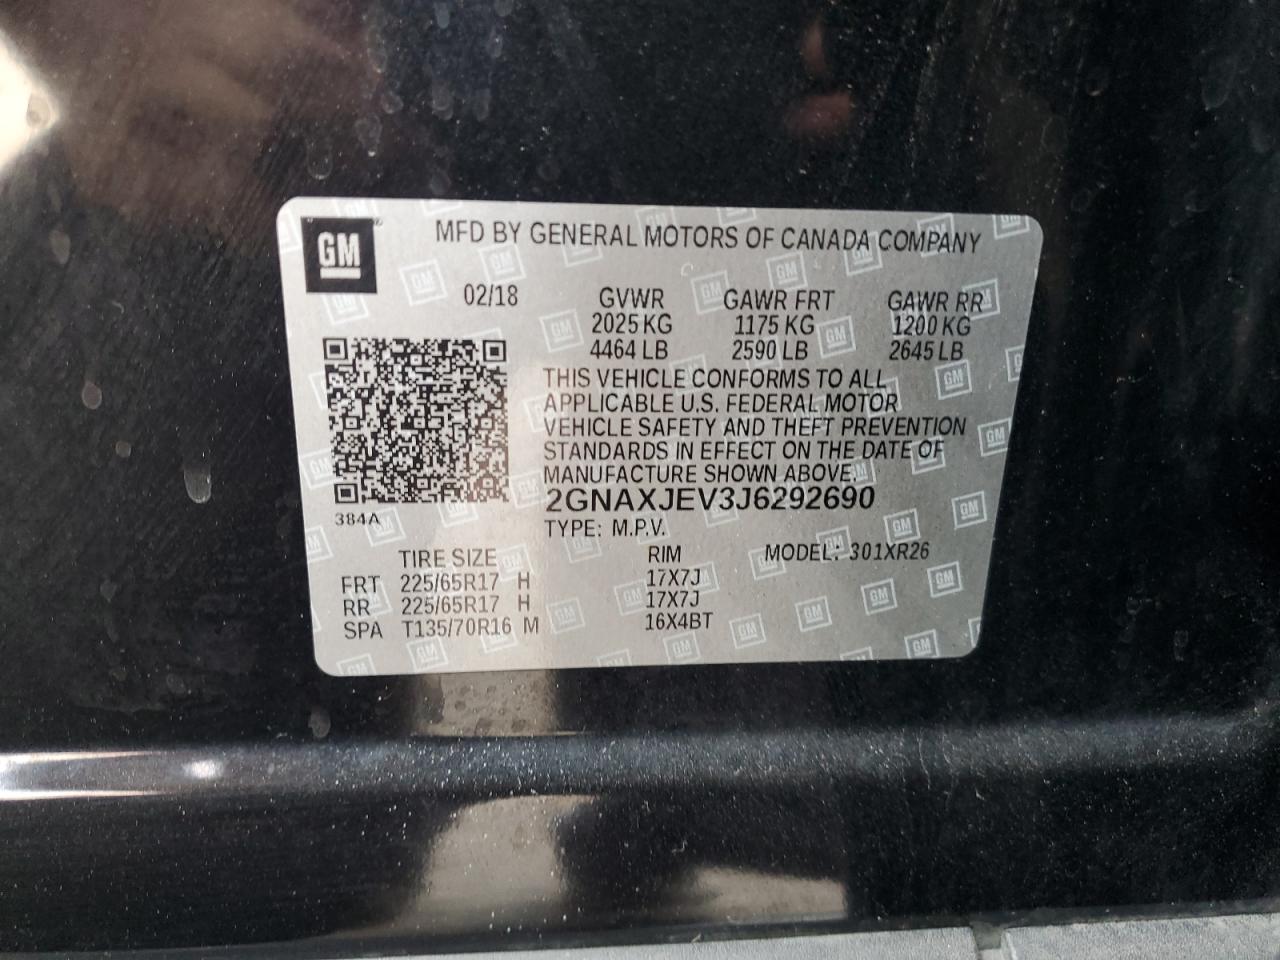 GM
MFD BY GENERAL MOTORS OF CANADA COMPANY
02/18 GVWR GAWR FRT GAWR RR
2025 KG 1175 KG 1200 KG
4464 LB 2590 LB 2645 LB
THIS VEHICLE CONFORMS TO ALL
APPLICABLE U.S. FEDERAL MOTOR
VEHICLE SAFETY AND THEFT PREVENTION
STANDARDS IN EFFECT ON THE DATE OF
MANUFACTURE SHOWN ABOVE.
2GNAXJEV3J6292690
384A
TYPE: M.P.V.
TIRE SIZE RIM MODEL: 301XR26
FRT 225/65R17 H 17X7J
RR 225/65R17 H 17X7J
SPA T135/70R16 M 16X4BT